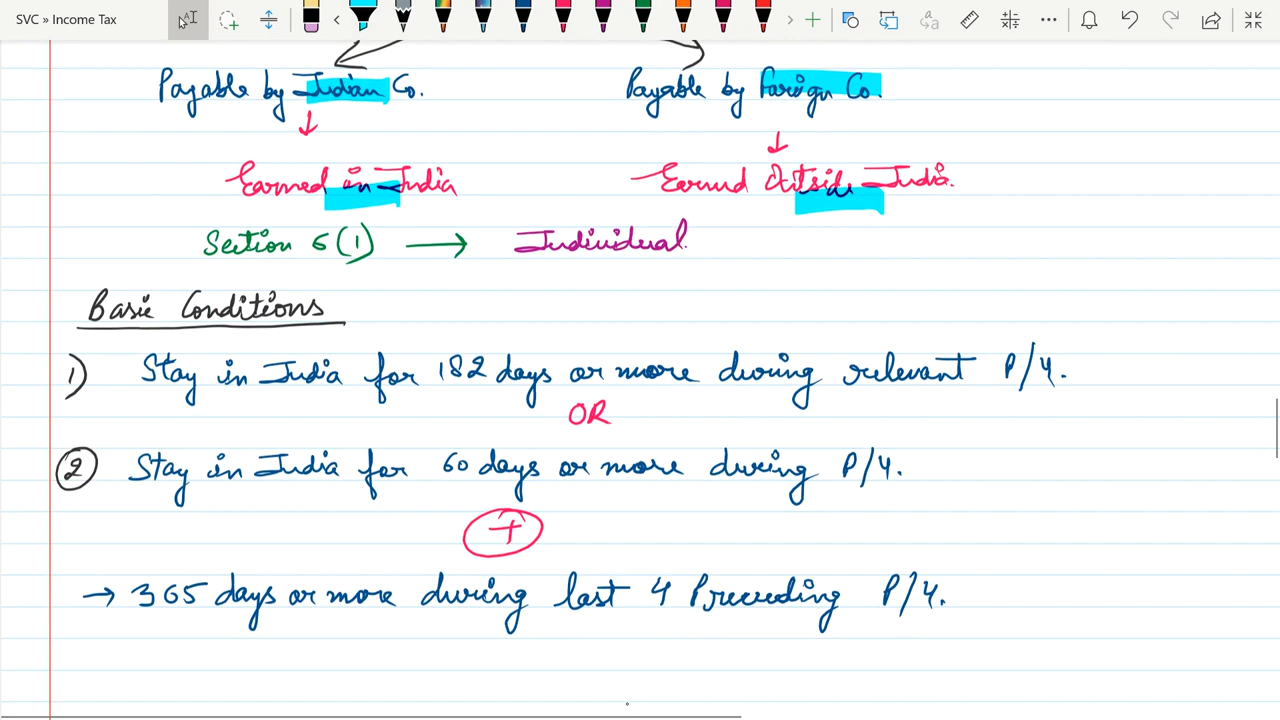 SVC » Income Tax
Payable by Indian Co. Payable by Foreign Co.
Earned in India Earned Outside India.
Section 6(1) → Individual.
Basic Conditions
1) Stay in India for 182 days or more during relevant P/Y.
OR
2 Stay in India for 60 days or more during P/Y.
+
→ 365 days or more during last 4 Preceeding P/Y.